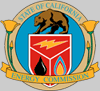 STATE OF CALIFORNIA
ENERGY COMMISSION